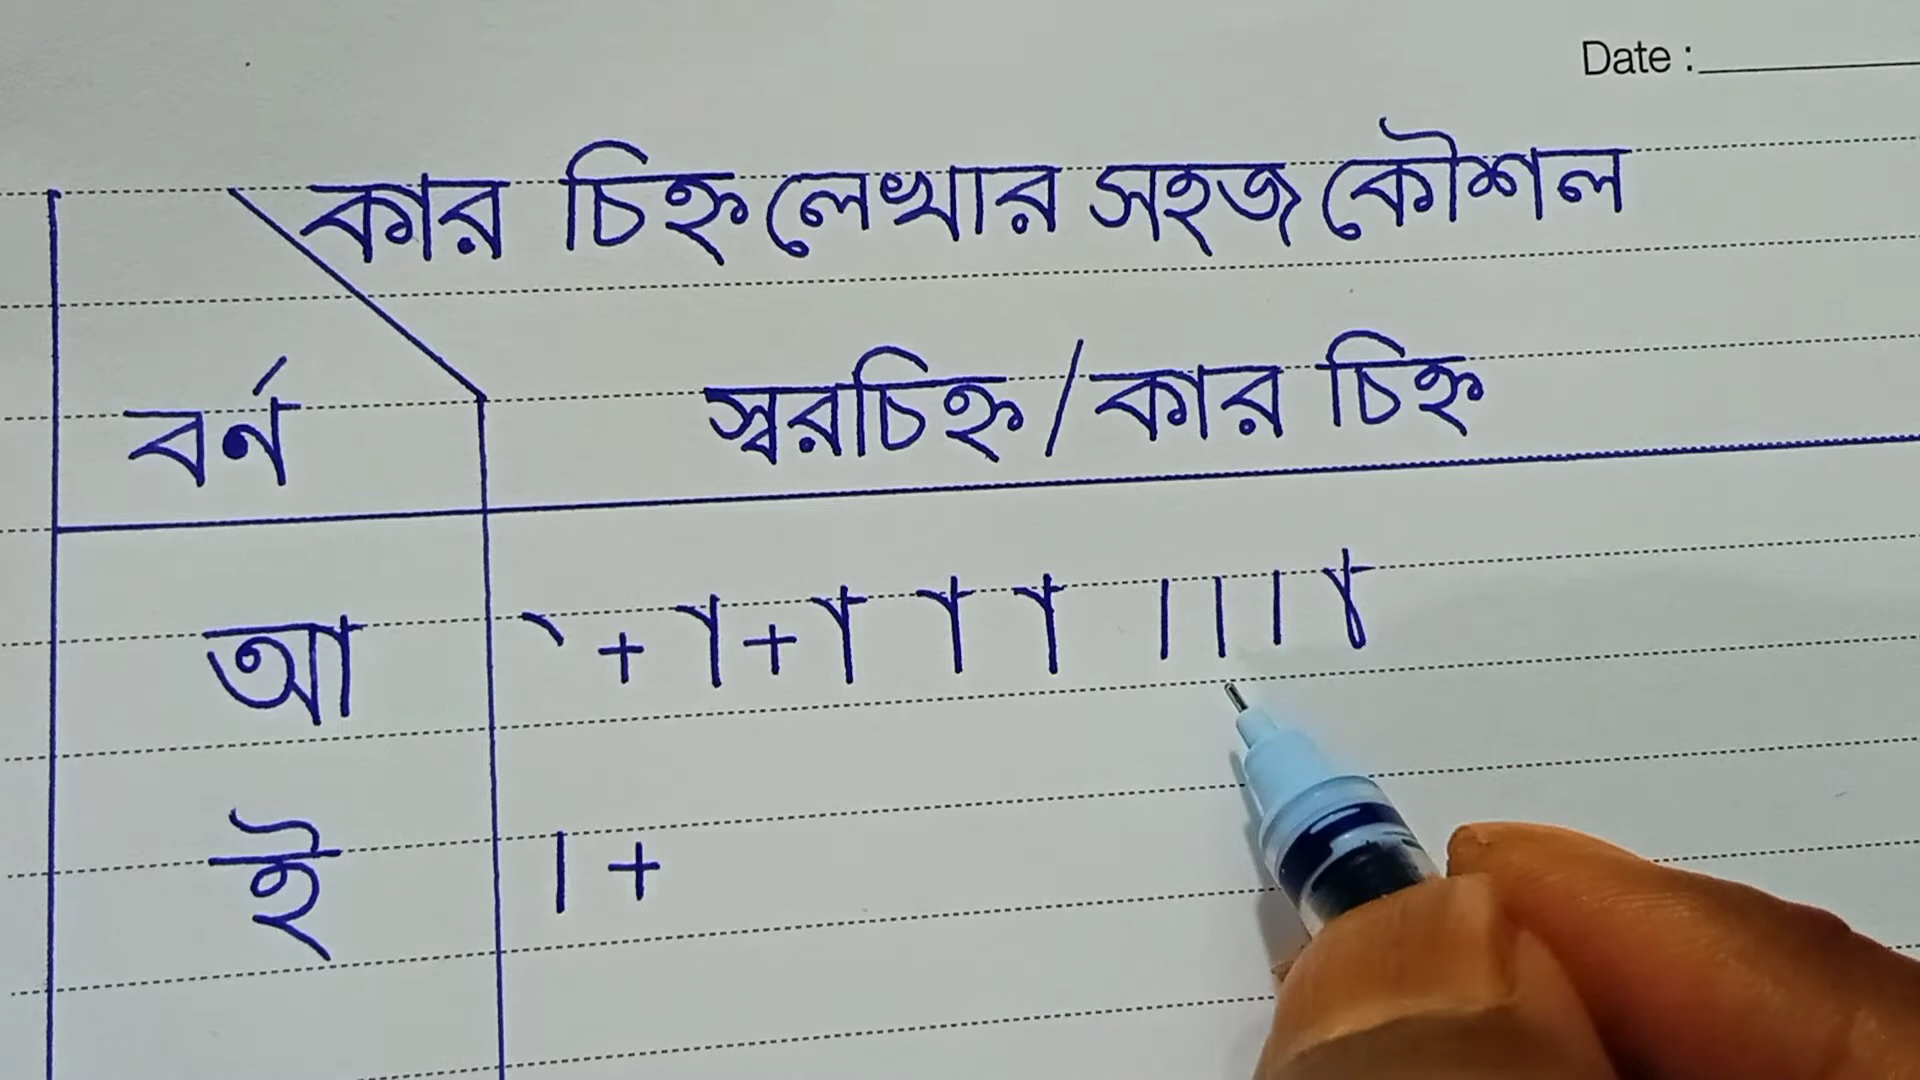 Date :
কার চিহ্ন লেখার সহজ কৌশল
বর্ন
স্বরচিহ্ন / কার চিহ্ন
আ ` + া + া া া । । ।
ই । +